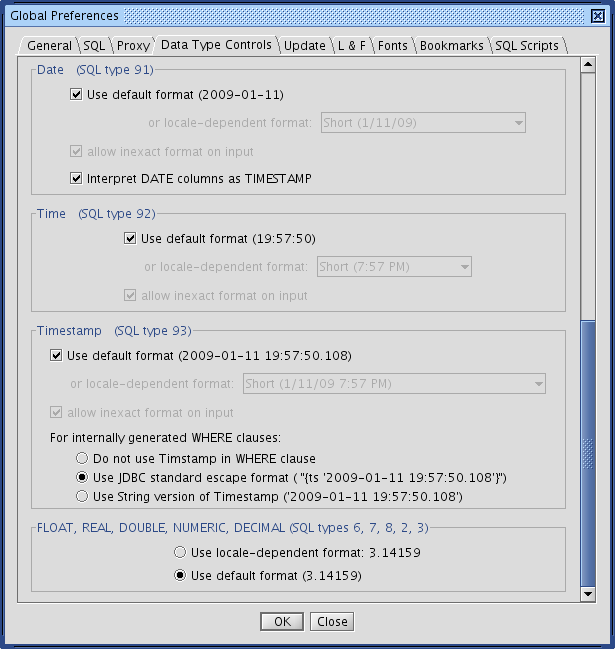 Global Preferences
General SQL Proxy Data Type Controls Update L & F Fonts Bookmarks SQL Scripts
Date (SQL type 91)
Use default format (2009-01-11)
or locale-dependent format: Short (1/11/09)
allow inexact format on input
Interpret DATE columns as TIMESTAMP
Time (SQL type 92)
Use default format (19:57:50)
or locale-dependent format: Short (7:57 PM)
allow inexact format on input
Timestamp (SQL type 93)
Use default format (2009-01-11 19:57:50.108)
or locale-dependent format: Short (1/11/09 7:57 PM)
allow inexact format on input
For internally generated WHERE clauses:
Do not use Timstamp in WHERE clause
Use JDBC standard escape format ( "{ts '2009-01-11 19:57:50.108'}")
Use String version of Timestamp ('2009-01-11 19:57:50.108')
FLOAT, REAL, DOUBLE, NUMERIC, DECIMAL (SQL types 6, 7, 8, 2, 3)
Use locale-dependent format: 3.14159
Use default format (3.14159)
OK Close